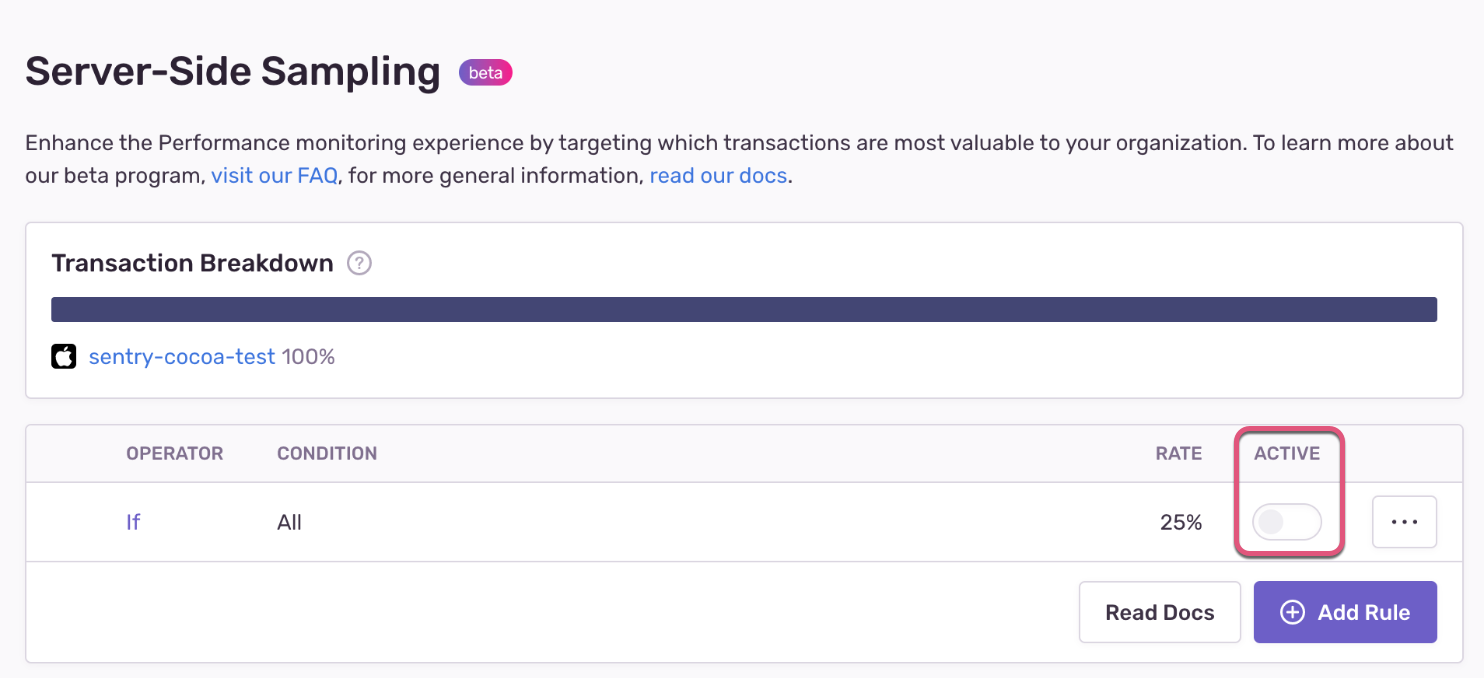 Server-Side Sampling beta
Enhance the Performance monitoring experience by targeting which transactions are most valuable to your organization. To learn more about
our beta program, visit our FAQ, for more general information, read our docs.
Transaction Breakdown ?
sentry-cocoa-test 100%
OPERATOR CONDITION RATE ACTIVE
If All 25% ...
Read Docs Add Rule